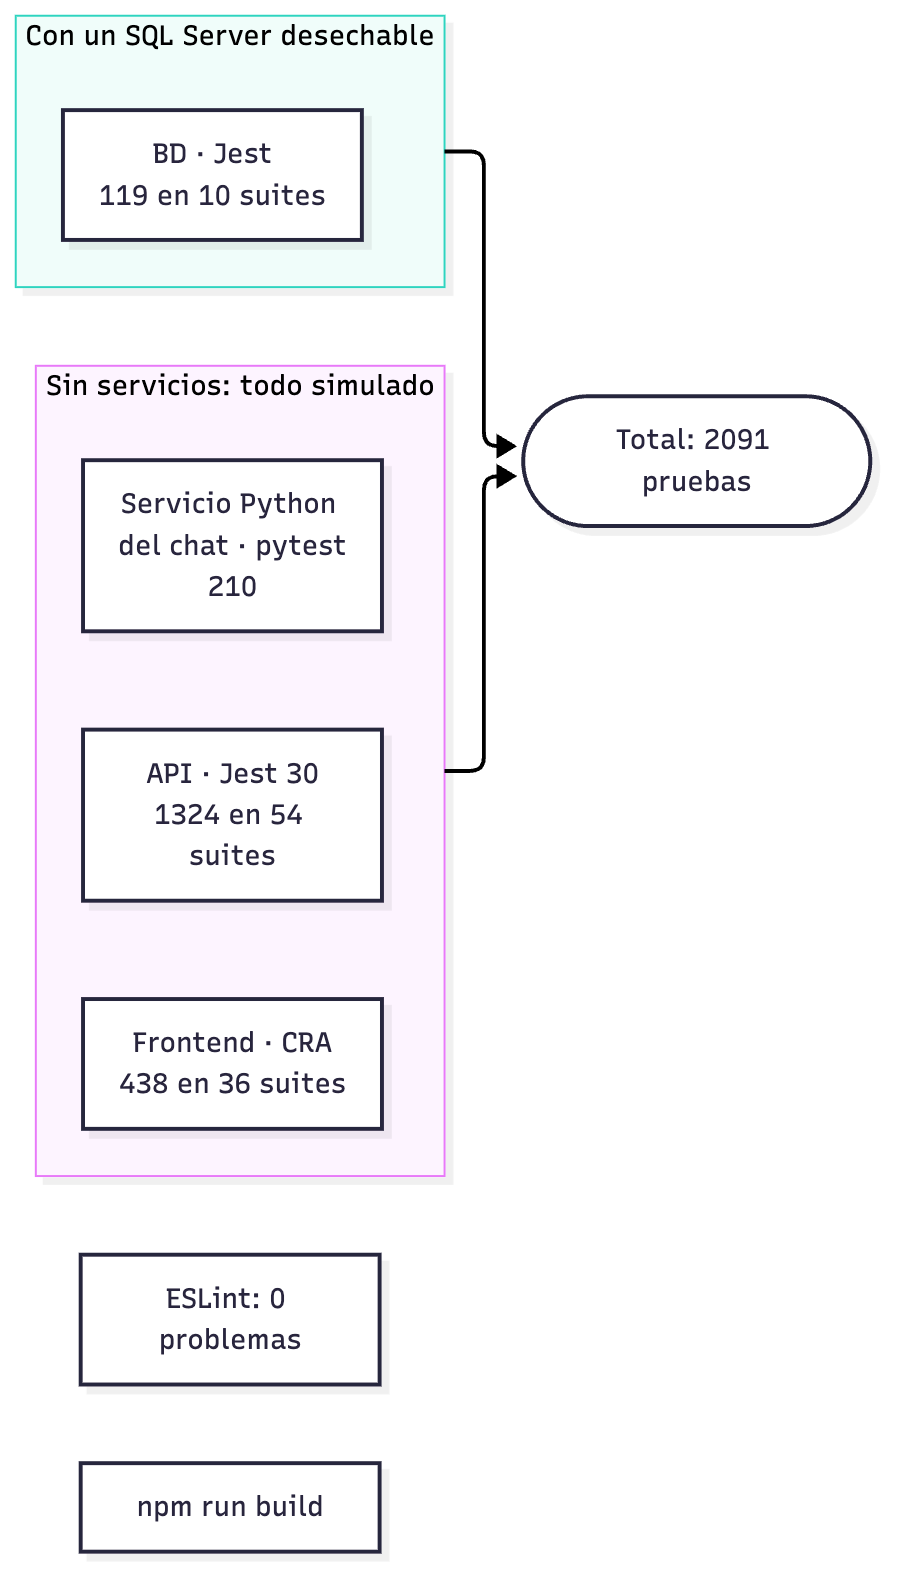 Con un SQL Server desechable
BD · Jest
119 en 10 suites
Sin servicios: todo simulado
Servicio Python
del chat · pytest
210
API · Jest 30
1324 en 54
suites
Frontend · CRA
438 en 36 suites
Total: 2091
pruebas
ESLint: 0
problemas
npm run build